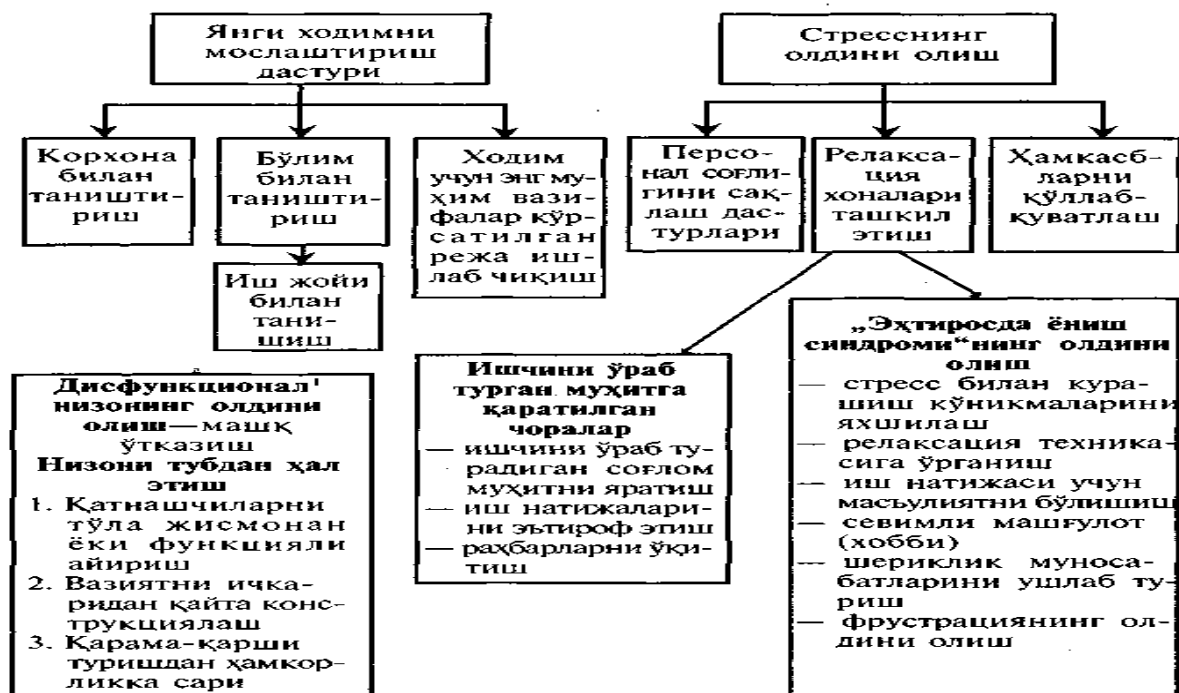 Янги ходимни
мослаштириш
дастури
Стресснинг
олдини олиш
Корхона
билан
таништи-
риш
Бўлим
билан
таништи-
риш
Ходим
учун энг му-
ҳим вази-
фалар кўр-
сатилган
режа иш-
лаб чиқиш
Персо-
нал соғли-
гини сақ-
лаш дас-
турлари
Релакса-
ция
хоналари
ташкил
этиш
Ҳамкасб-
ларни
қўллаб-
қуватлаш
Иш жойи
билан
тани-
шиш
Дисфункционал¹
низонинг олдини
олиш—машқ
ўтказиш
Низони тубдан ҳал
этиш
1. Қатнашчиларни
тўла жисмонан
ёки функцияли
айириш
2. Вазиятни ичка-
ридан қайта конс-
трукциялаш
3. Қарама-қарши
туришдан ҳамкор-
ликка сари
Ишчини ўраб
турган муҳитга
қаратилган
чоралар
— ишчини ўраб ту-
радиган соғлом
муҳитни яратиш
— иш натижалари-
ни эътироф этиш
— раҳбарларни ўқи-
тиш
„Эҳтиросда ёниш
синдроми“нинг олдини
олиш
— стресс билан кура-
шиш кўникмаларини
яхшилаш
— релаксация техника-
сига ўрганиш
— иш натижаси учун
масъулиятни бўлишиш
— севимли машғулот
(хобби)
— шериклик муноса-
батларини ушлаб ту-
риш
— фрустрациянинг ол-
дини олиш